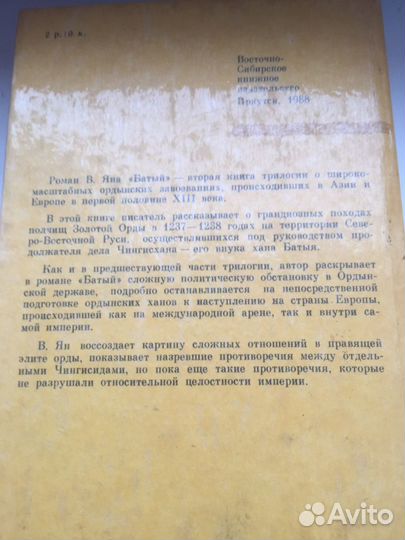 2 р. 10 к.
Восточно-
Сибирское
книжное
издательство
Иркутск, 1988
Роман В. Яна «Батый» — вторая книга трилогии о широко-
масштабных ордынских завоеваниях, происходивших в Азии и
Европе в первой половине XIII века.
В этой книге писатель рассказывает о грандиозных походах
полчищ Золотой Орды в 1237—1238 годах на территории Севе-
ро-Восточной Руси, осуществлявшихся под руководством про-
должателя дела Чингисхана — его внука хана Батыя.
Как и в предшествующей части трилогии, автор раскрывает
в романе «Батый» сложную политическую обстановку в Ордын-
ской державе, подробно останавливается на непосредственной
подготовке ордынских ханов к наступлению на страны Европы,
происходившей как на международной арене, так и внутри
самой империи.
В. Ян воссоздает картину сложных отношений в правящей
элите орды, показывает назревшие противоречия между отдель-
ными Чингисидами, но пока еще такие противоречия, которые
не разрушали относительной целостности империи.
Avito